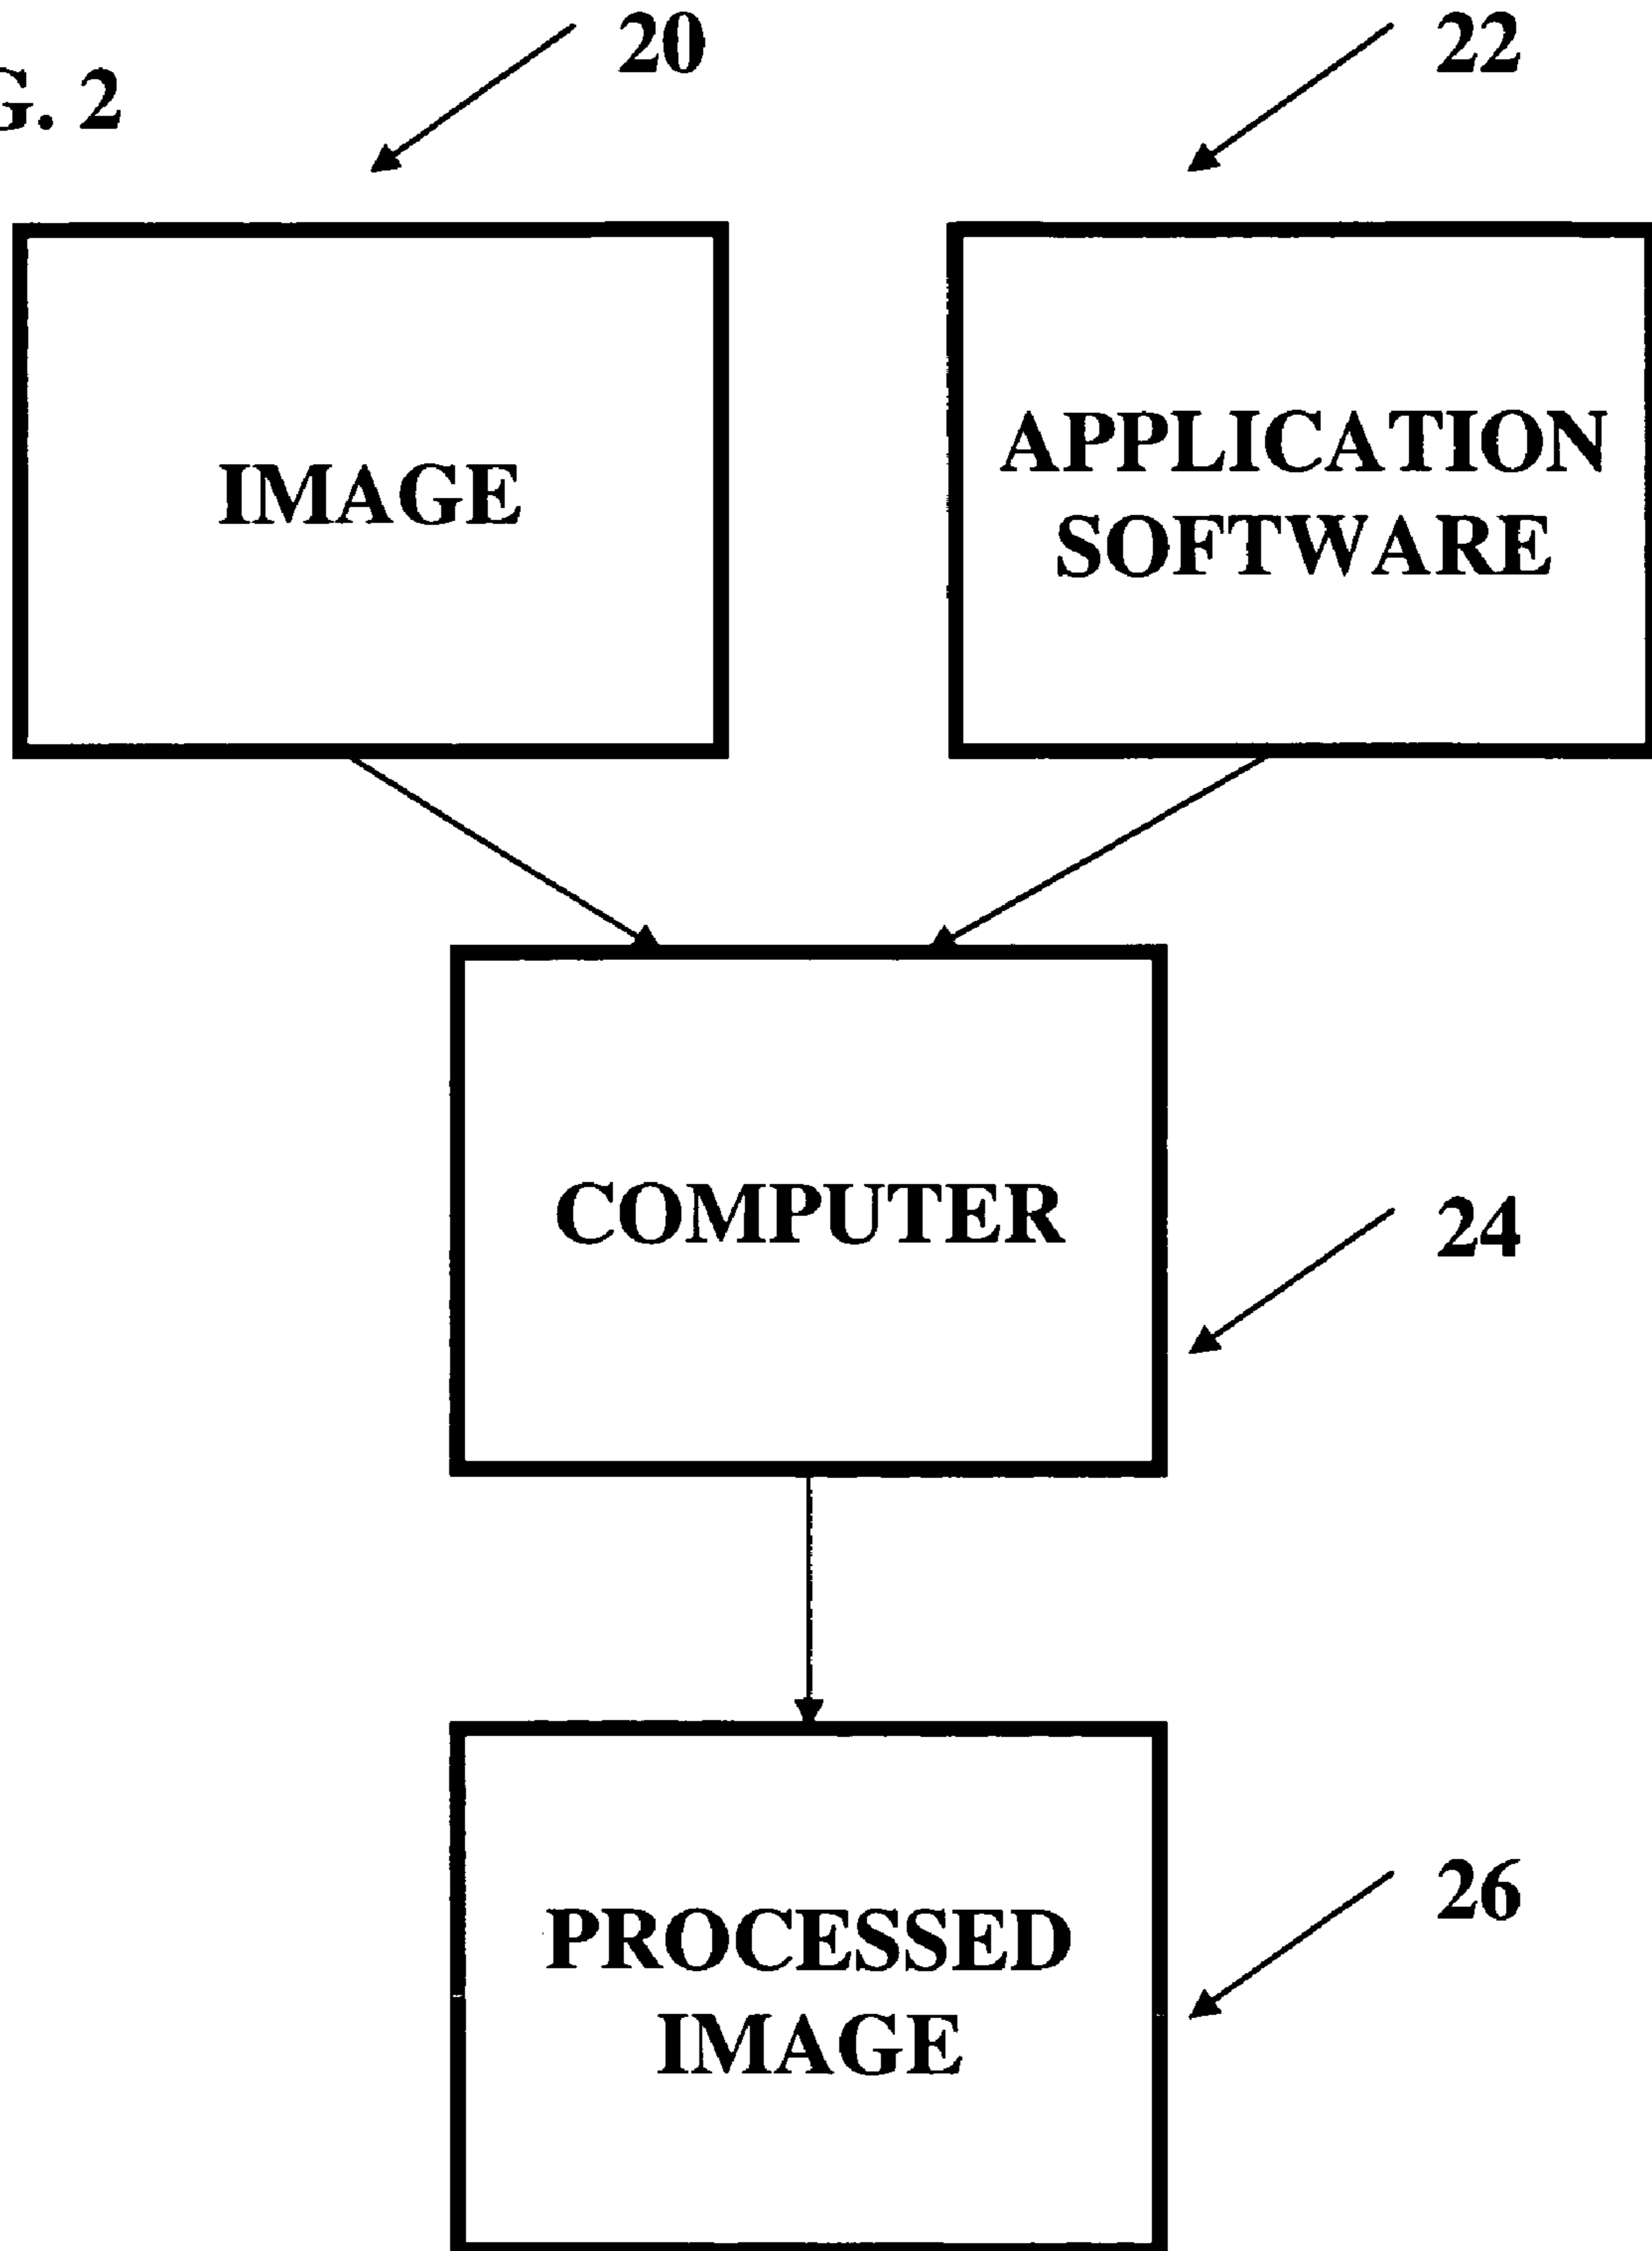 20
22
G. 2
IMAGE
APPLICATION
SOFTWARE
COMPUTER
24
26
PROCESSED
IMAGE